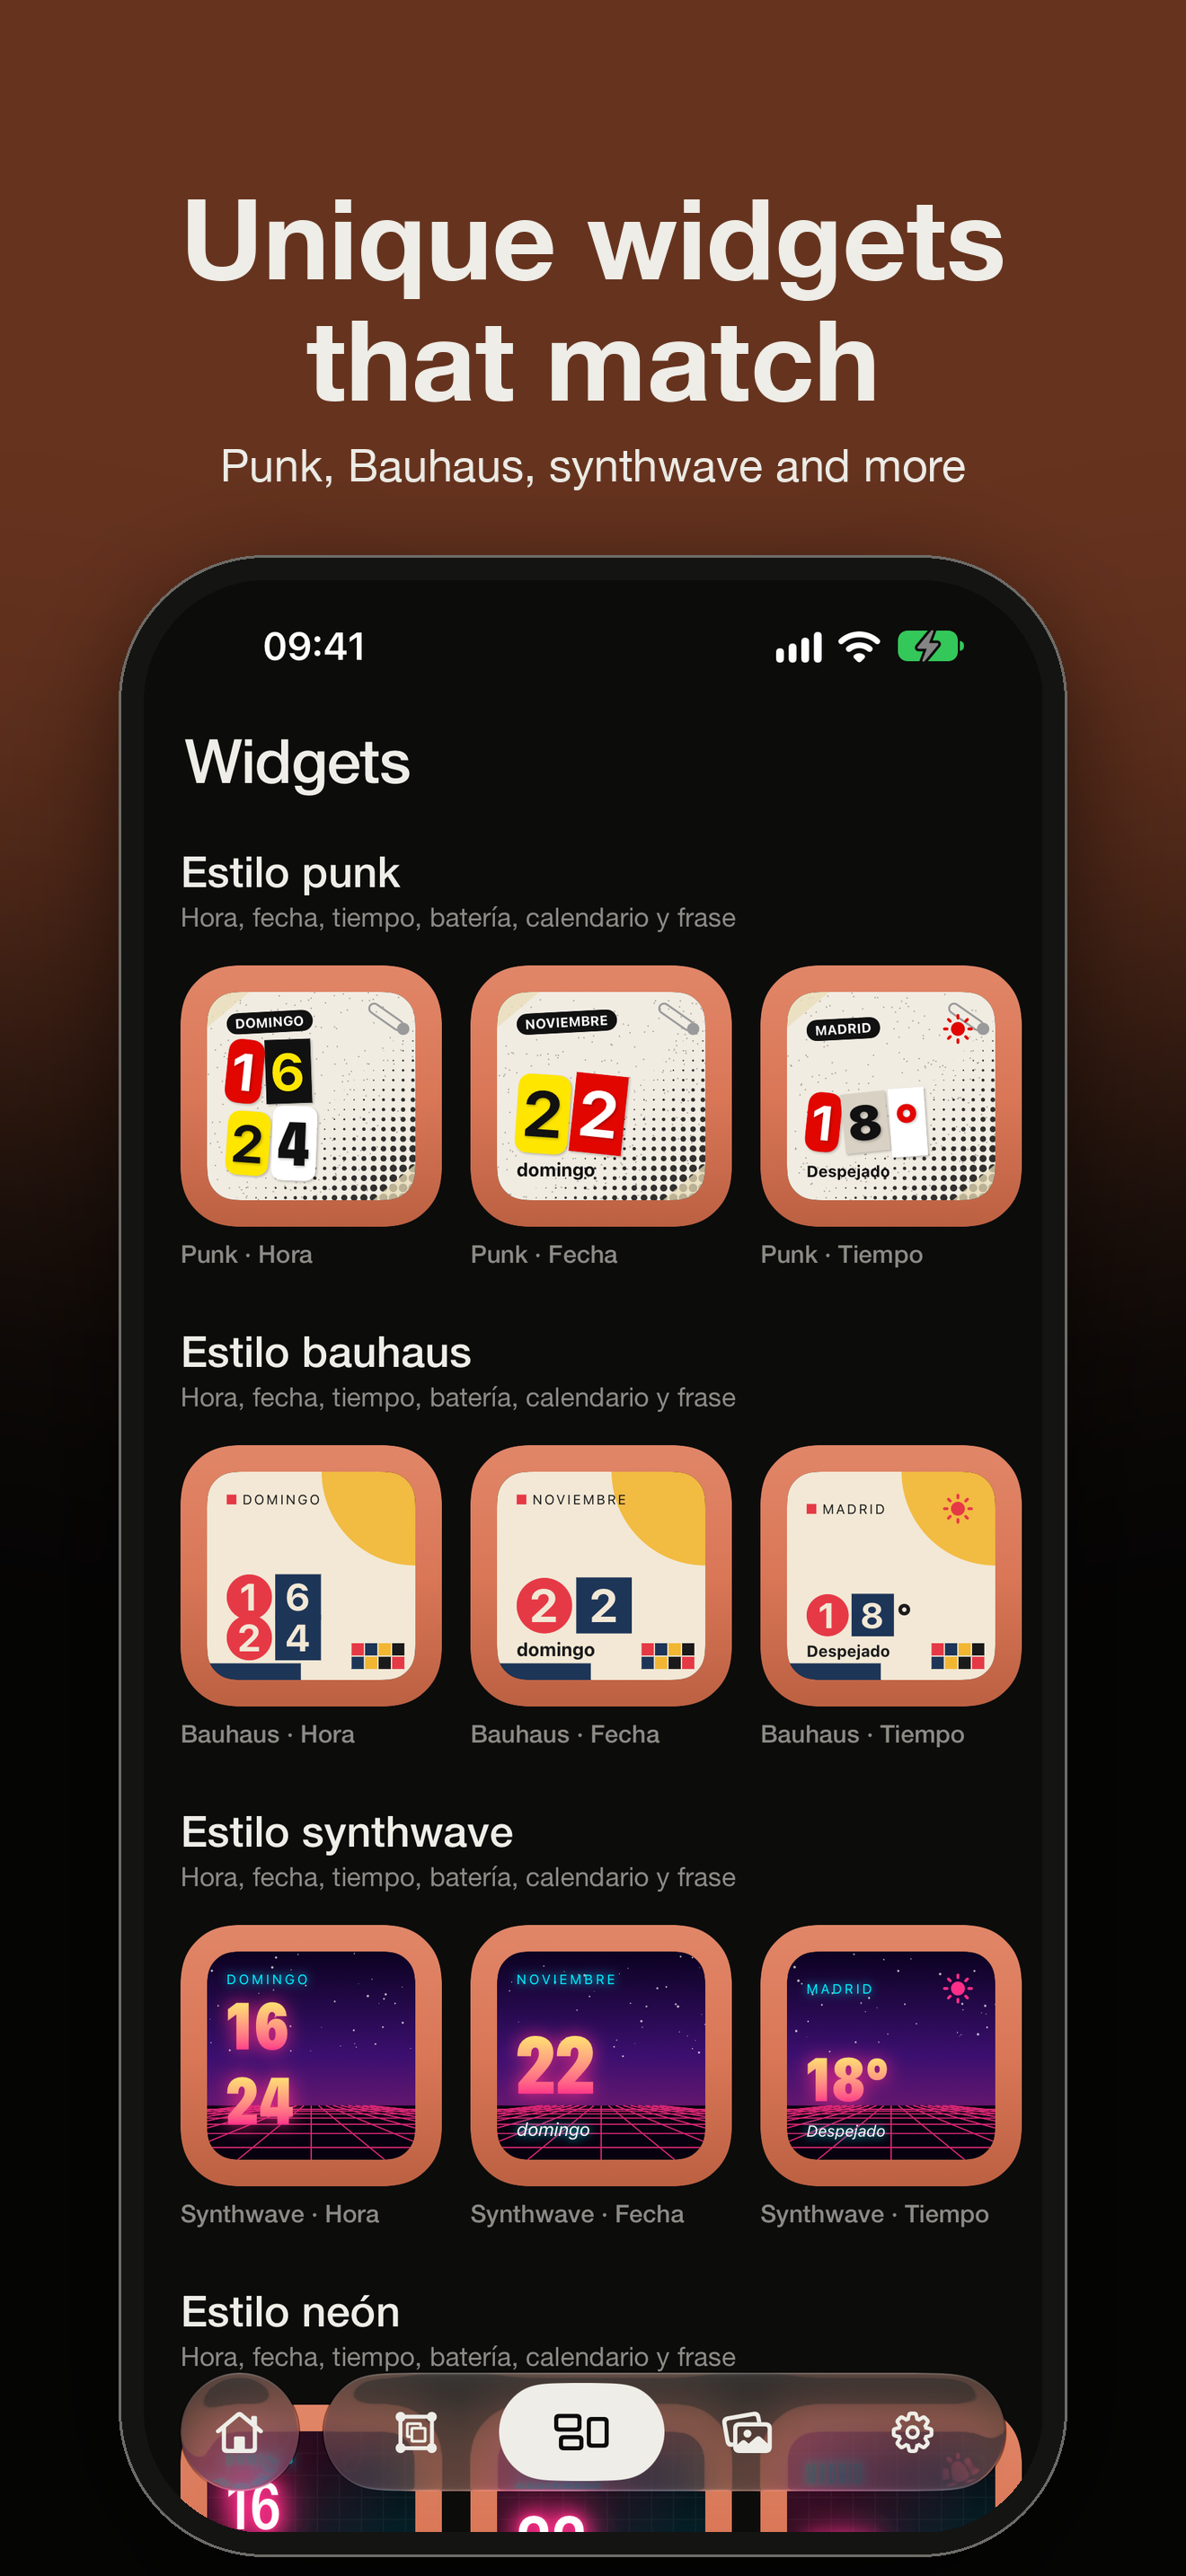 Unique widgets
that match
Punk, Bauhaus, synthwave and more
09:41
Widgets
Estilo punk
Hora, fecha, tiempo, batería, calendario y frase
DOMINGO
16
24
NOVIEMBRE
22
domingo
MADRID
18°
Despejado
Punk · Hora
Punk · Fecha
Punk · Tiempo
Estilo bauhaus
Hora, fecha, tiempo, batería, calendario y frase
DOMINGO
16
24
NOVIEMBRE
22
domingo
MADRID
18°
Despejado
Bauhaus · Hora
Bauhaus · Fecha
Bauhaus · Tiempo
Estilo synthwave
Hora, fecha, tiempo, batería, calendario y frase
DOMINGO
16
24
NOVIEMBRE
22
domingo
MADRID
18°
Despejado
Synthwave · Hora
Synthwave · Fecha
Synthwave · Tiempo
Estilo neón
Hora, fecha, tiempo, batería, calendario y frase
16
22